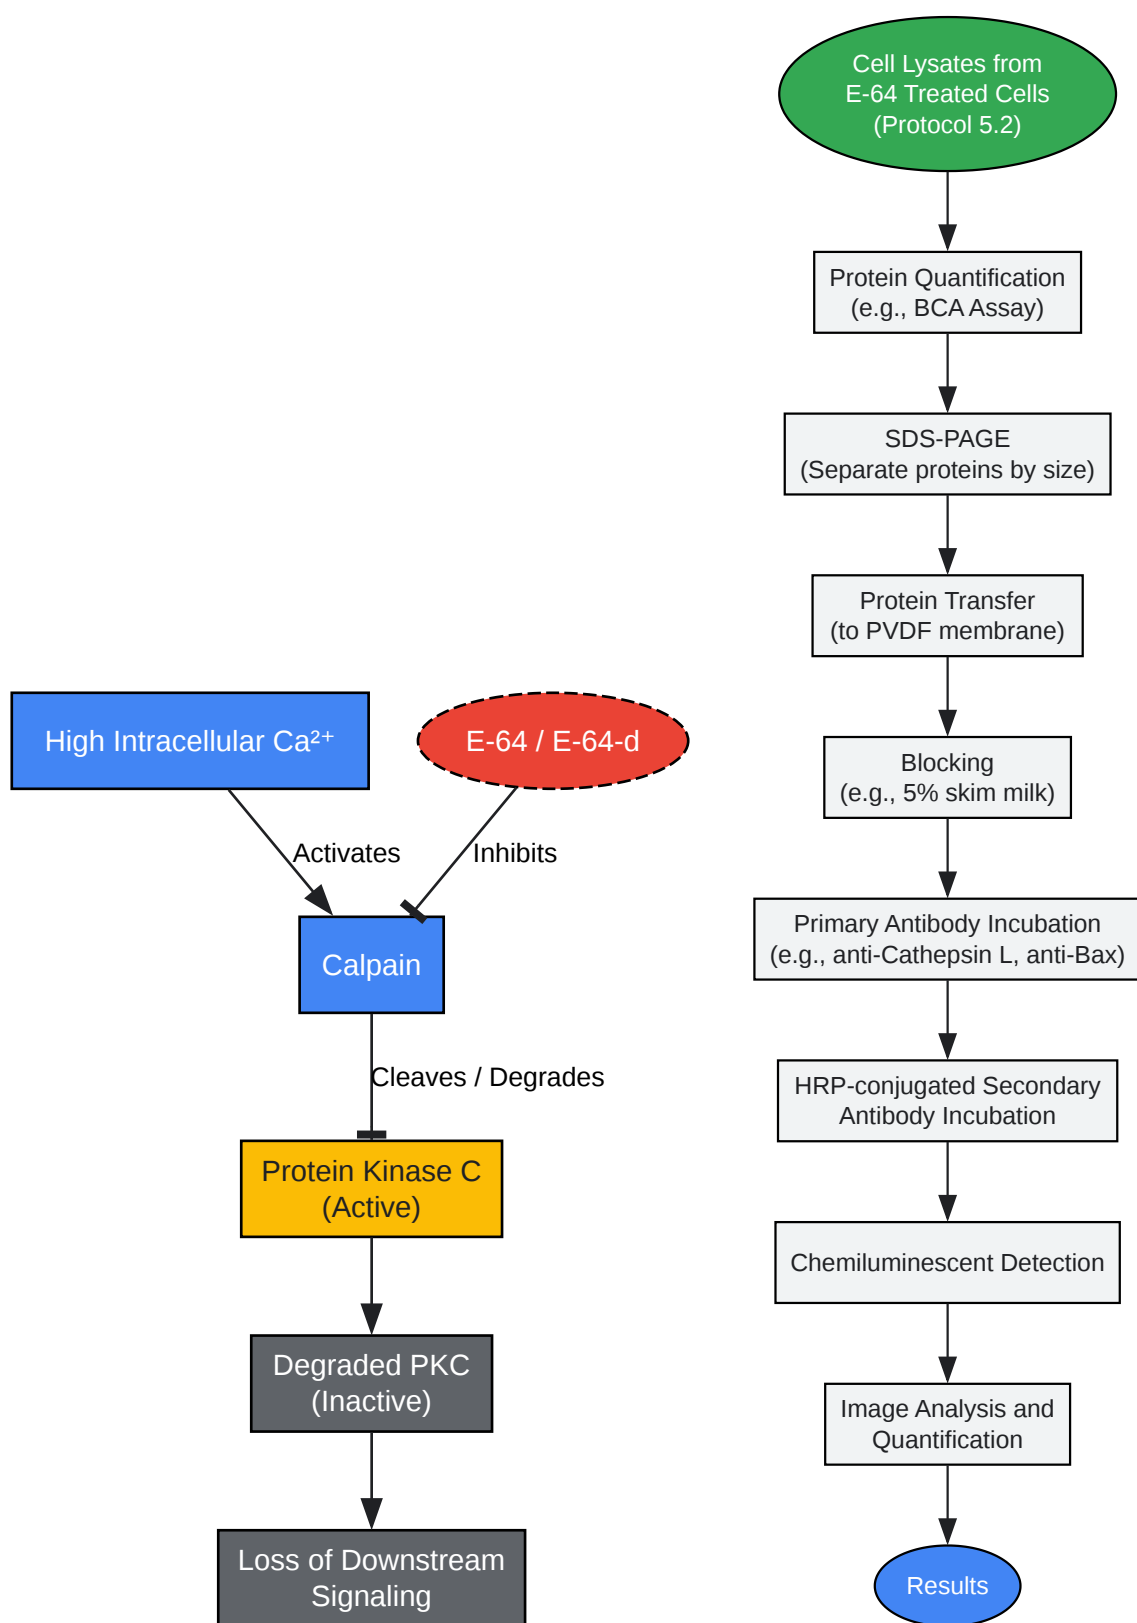 High Intracellular Ca²⁺
E-64 / E-64-d
Activates
Inhibits
Calpain
Cleaves / Degrades
Protein Kinase C
(Active)
Degraded PKC
(Inactive)
Loss of Downstream
Signaling
Cell Lysates from
E-64 Treated Cells
(Protocol 5.2)
Protein Quantification
(e.g., BCA Assay)
SDS-PAGE
(Separate proteins by size)
Protein Transfer
(to PVDF membrane)
Blocking
(e.g., 5% skim milk)
Primary Antibody Incubation
(e.g., anti-Cathepsin L, anti-Bax)
HRP-conjugated Secondary
Antibody Incubation
Chemiluminescent Detection
Image Analysis and
Quantification
Results